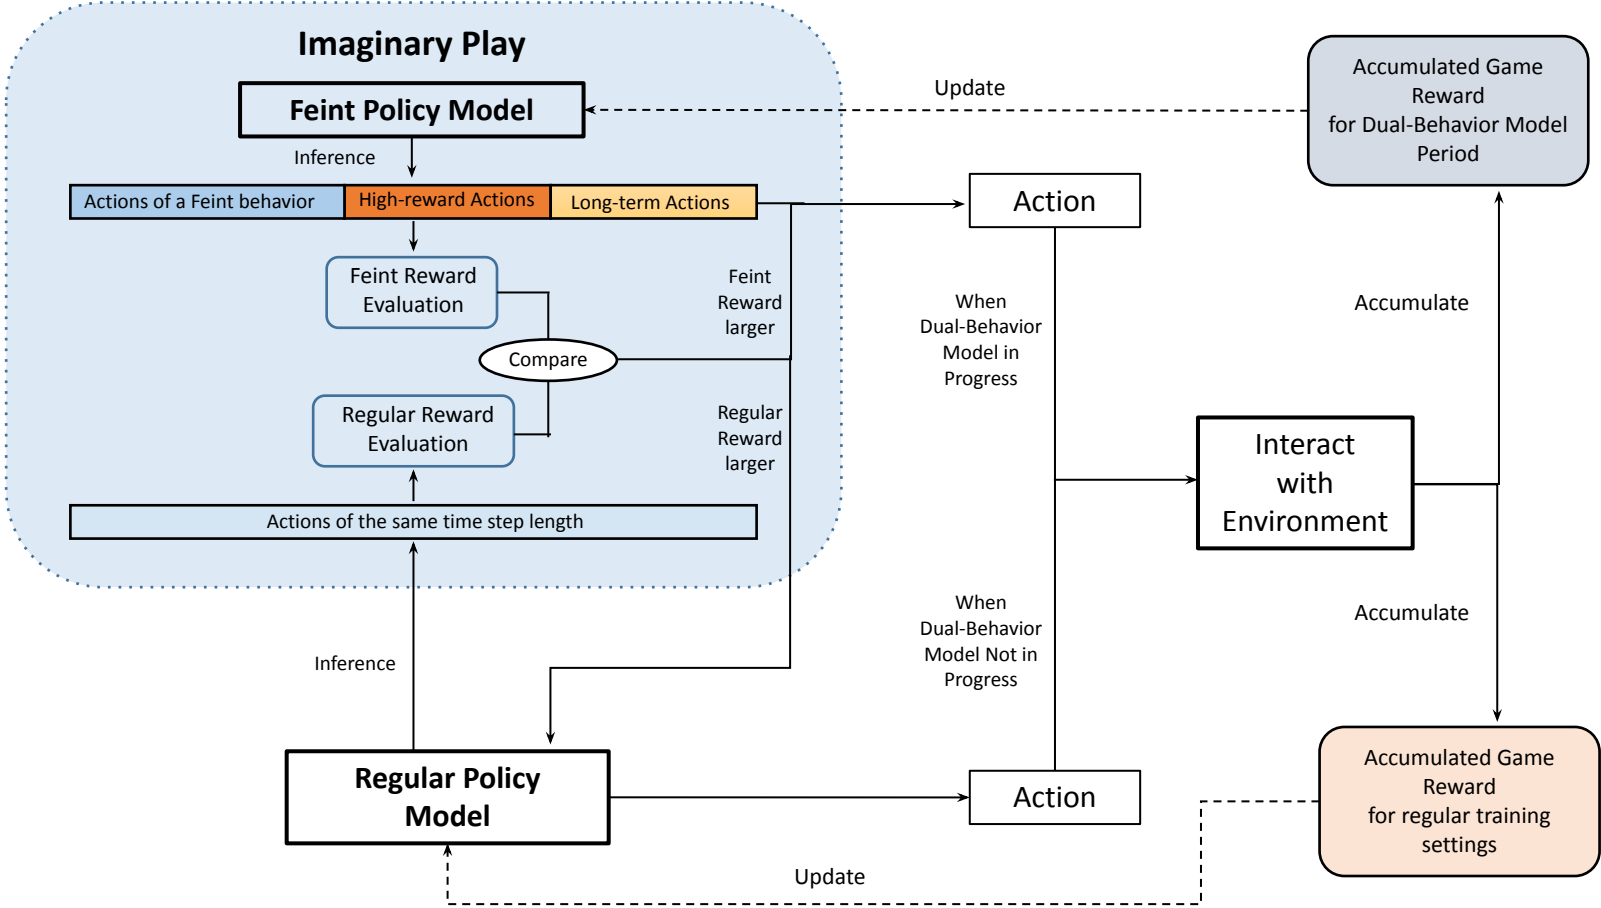 Imaginary Play
Feint Policy Model
Inference
Actions of a Feint behavior
High-reward Actions
Long-term Actions
Feint Reward
Evaluation
Compare
Regular Reward
Evaluation
Actions of the same time step length
Feint
Reward
larger
Regular
Reward
larger
Inference
Regular Policy
Model
Update
Action
When
Dual-Behavior
Model in
Progress
When
Dual-Behavior
Model Not in
Progress
Action
Interact
with
Environment
Accumulated Game
Reward
for Dual-Behavior Model
Period
Accumulate
Accumulate
Accumulated Game
Reward
for regular training
settings
Update